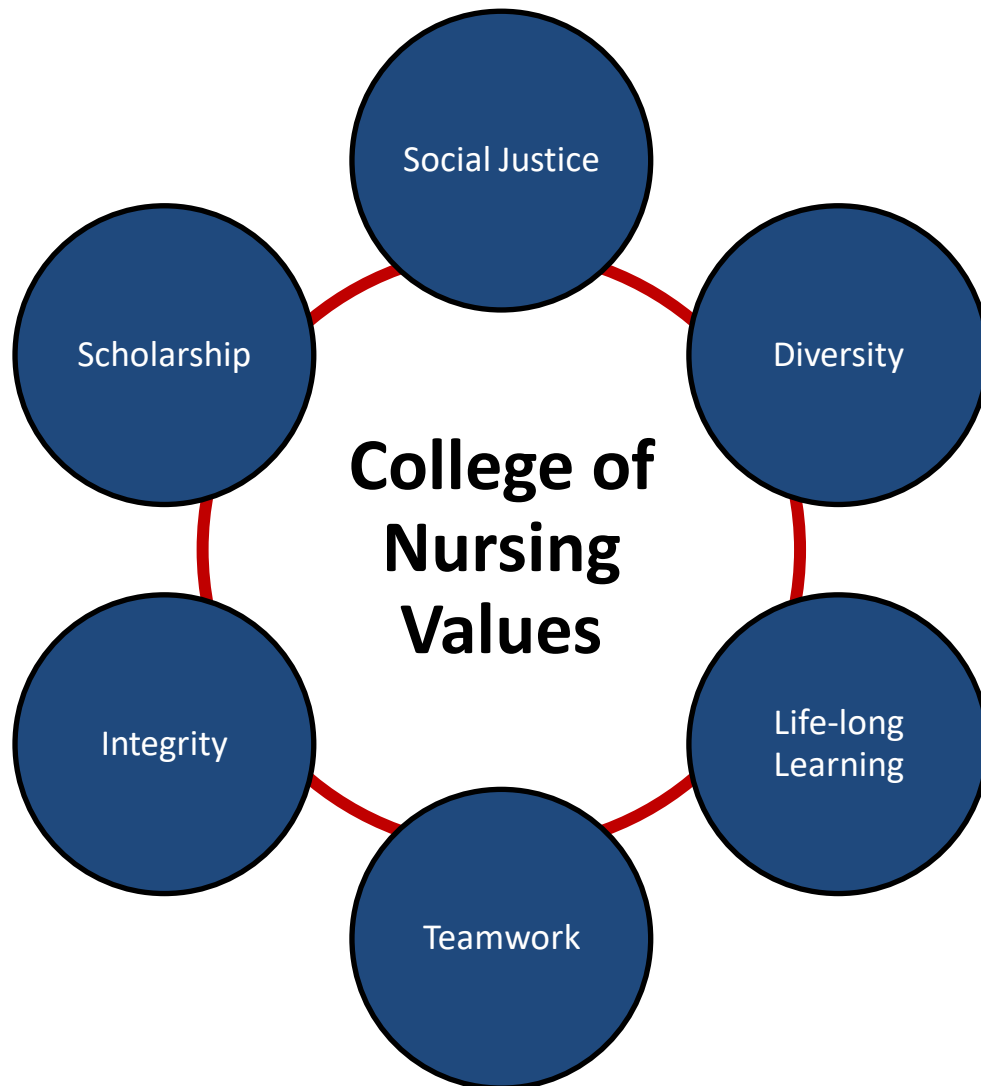 Social Justice
Diversity
Life-long
Learning
Teamwork
Integrity
Scholarship
College of
Nursing
Values